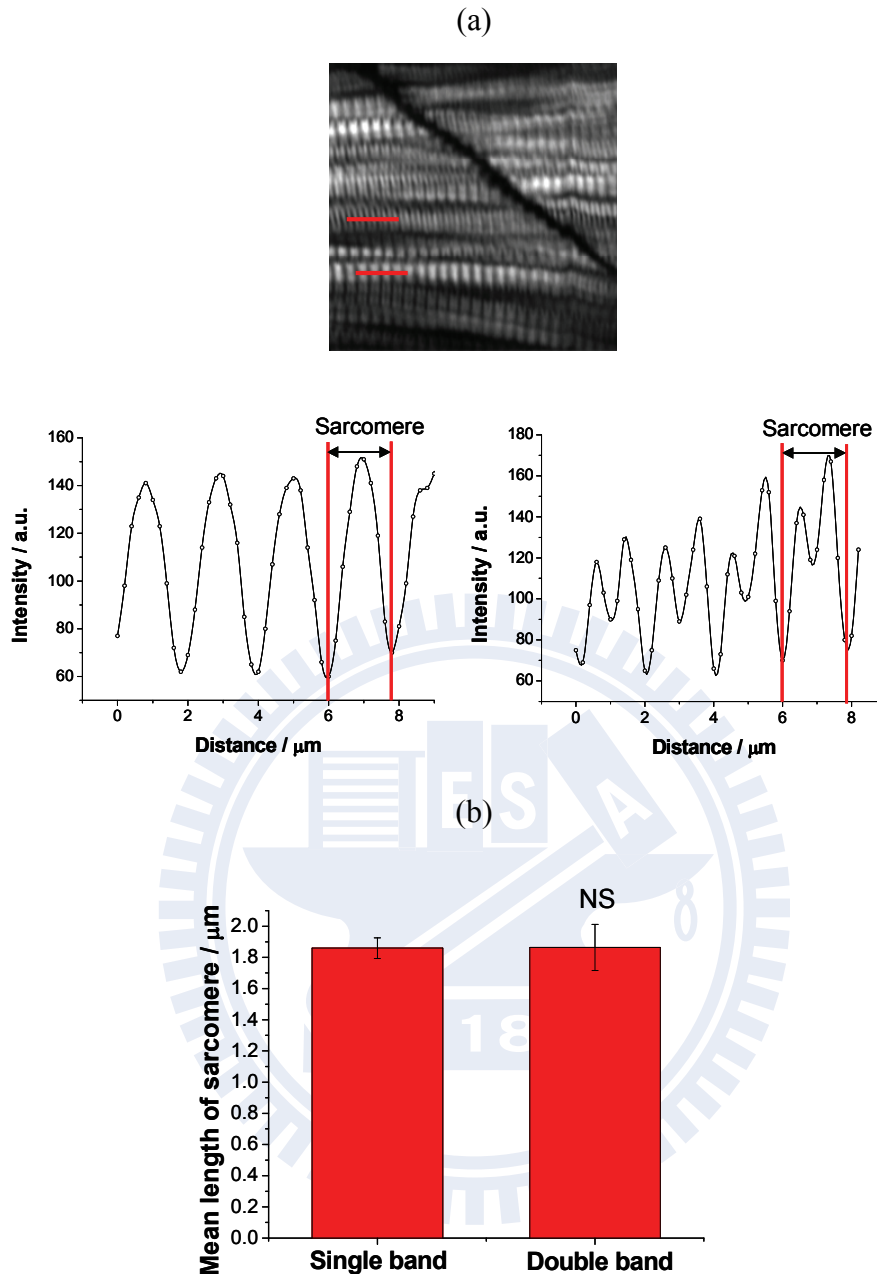 (a)
Sarcomere
160
140
120
100
80
60
Intensity / a.u.
0 2 4 6 8
Distance / μm
Sarcomere
180
160
140
120
100
80
60
Intensity / a.u.
0 2 4 6 8
Distance / μm
E S A
(b)
NS
2.0
1.8
1.6
1.4
1.2
1.0
0.8
0.6
0.4
0.2
0.0
Mean length of sarcomere / μm
18
Single band Double band